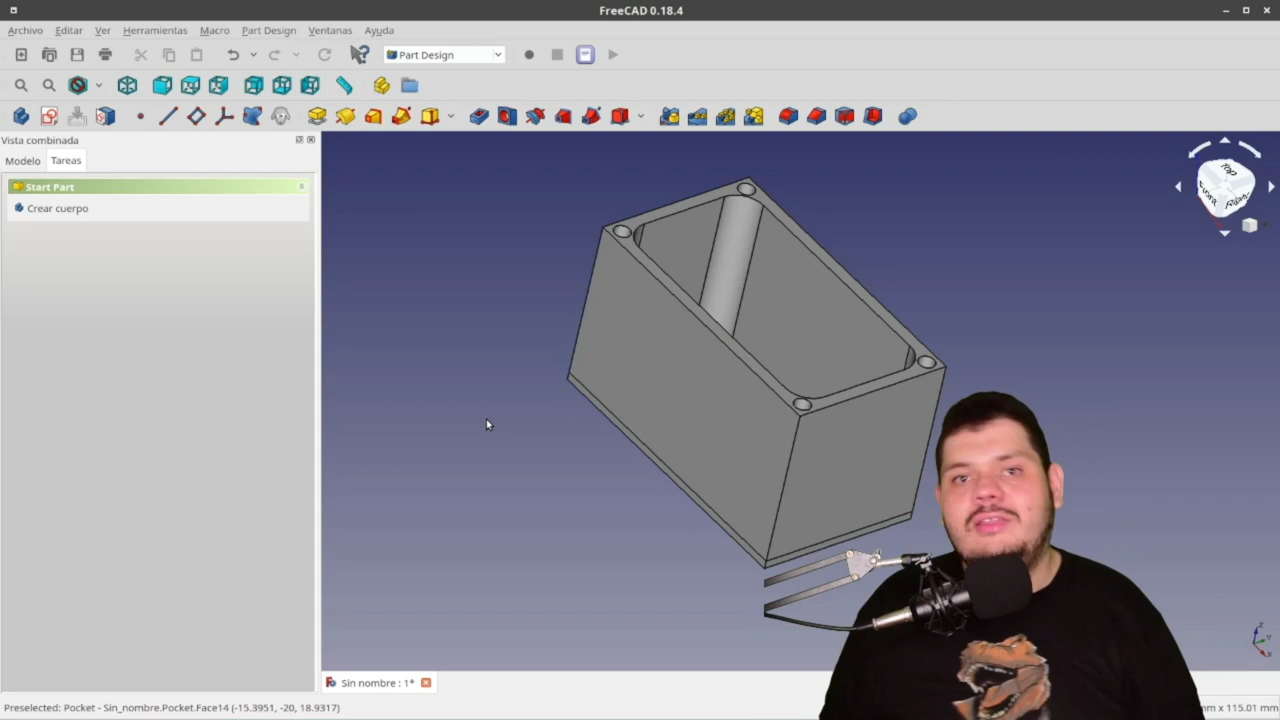 FreeCAD 0.18.4
Archivo Editar Ver Herramientas Macro Part Design Ventanas Ayuda
Part Design
Vista combinada
Modelo Tareas
Start Part
Crear cuerpo
Top
Sin nombre : 1*
Preselected: Pocket - Sin_nombre.Pocket.Face14 (-15.3951, -20, 18.9317)
x 115.01 mm